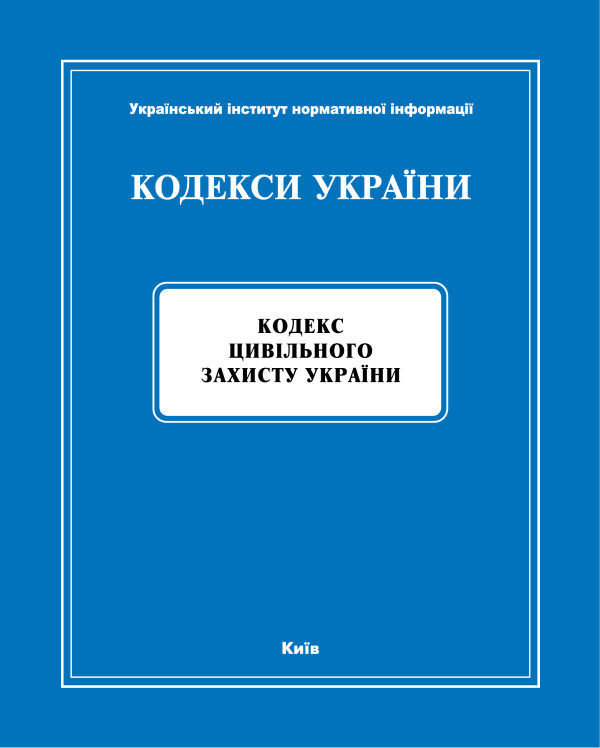 Український інститут нормативної інформації
КОДЕКСИ УКРАЇНИ
КОДЕКС
ЦИВІЛЬНОГО
ЗАХИСТУ УКРАЇНИ
Київ